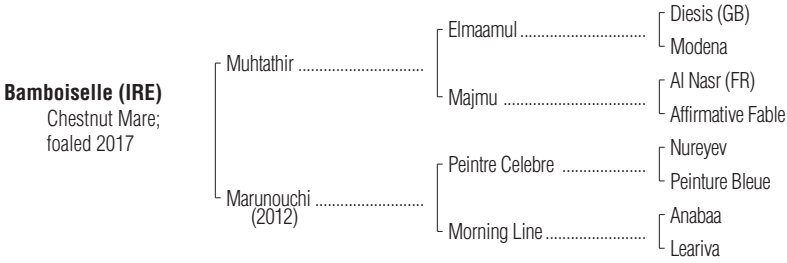 Bamboiselle (IRE)
Chestnut Mare;
foaled 2017
Muhtathir ..............................
Marunouchi ..........................
(2012)
Elmaamul ..............................
Majmu ...................................
Peintre Celebre ....................
Morning Line ........................
Diesis (GB)
Modena
Al Nasr (FR)
Affirmative Fable
Nureyev
Peinture Bleue
Anabaa
Leariva